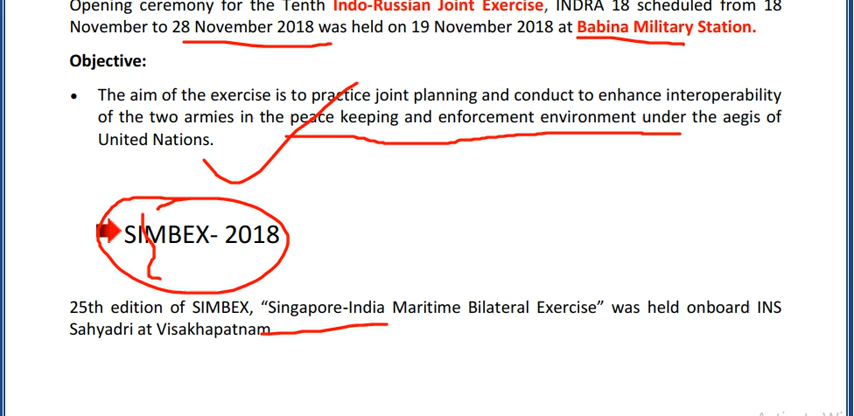 Opening ceremony for the Tenth Indo-Russian Joint Exercise, INDRA 18 scheduled from 18
November to 28 November 2018 was held on 19 November 2018 at Babina Military Station.
Objective:
• The aim of the exercise is to practice joint planning and conduct to enhance interoperability
of the two armies in the peace keeping and enforcement environment under the aegis of
United Nations.
SIMBEX- 2018
25th edition of SIMBEX, “Singapore-India Maritime Bilateral Exercise” was held onboard INS
Sahyadri at Visakhapatnam